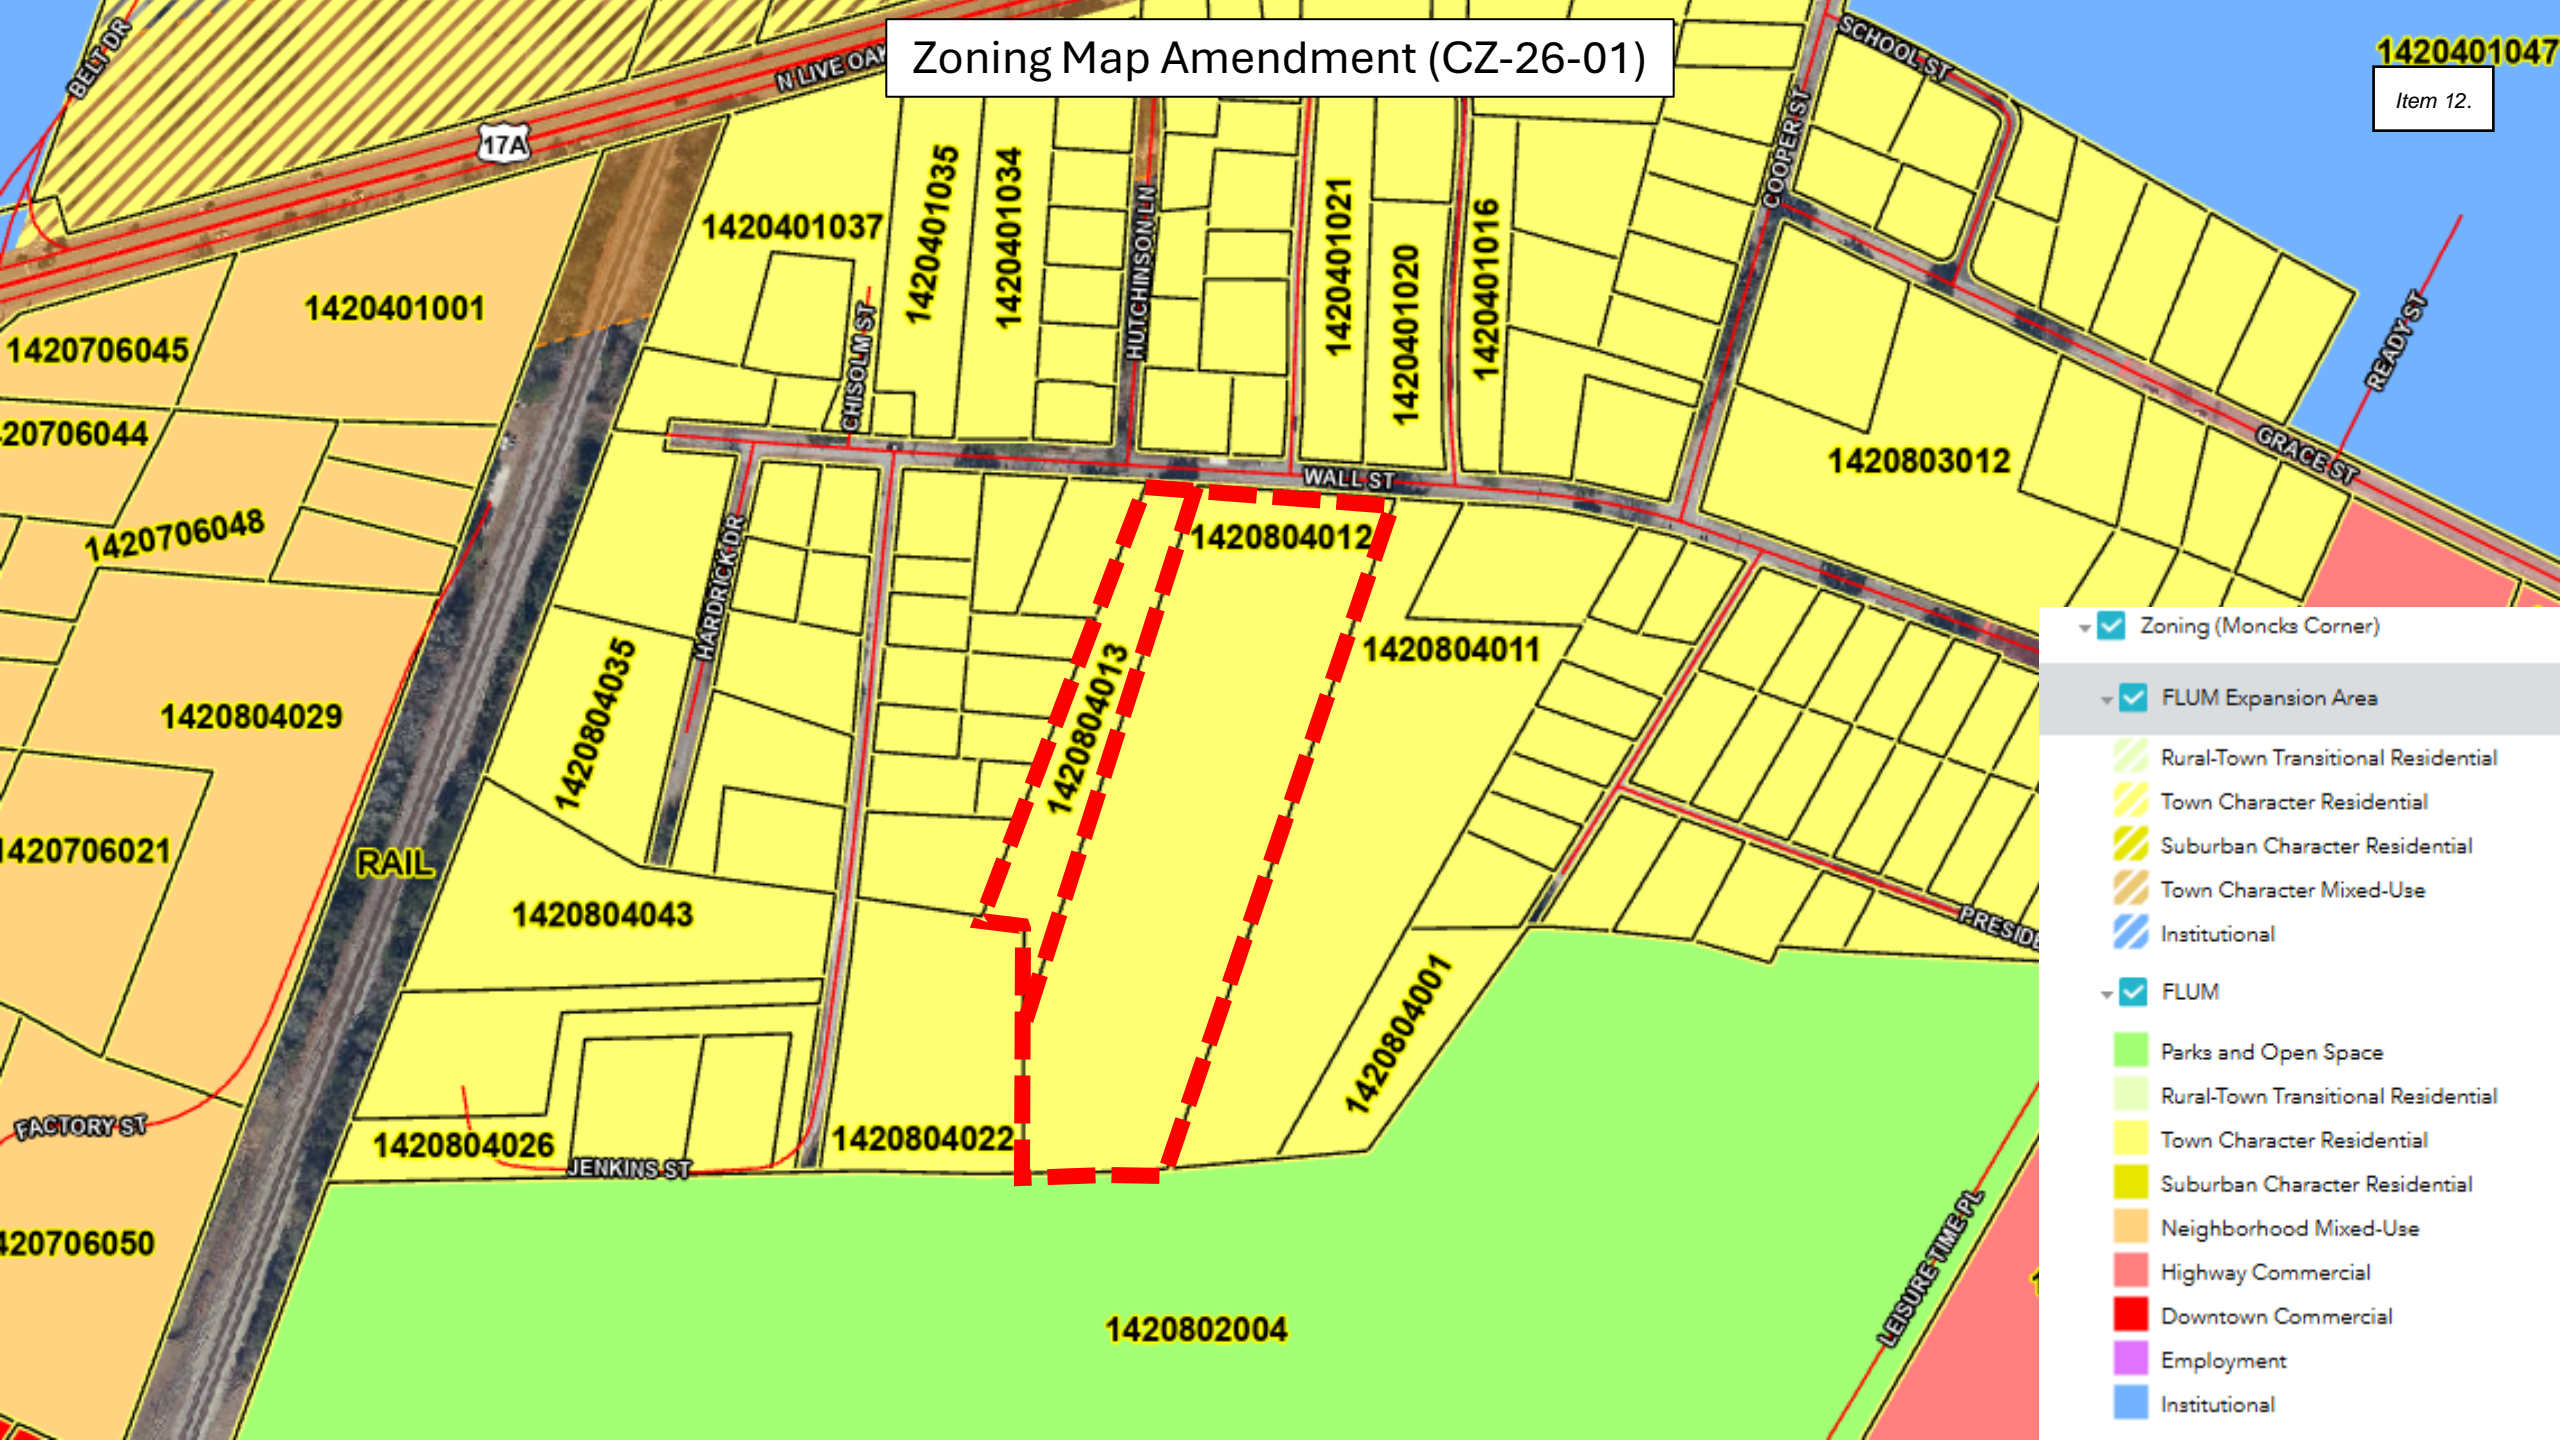 Zoning Map Amendment (CZ-26-01)
Item 12.
1420401047
BELT DR
N LIVE OAK
17A
SCHOOL ST
COOPER ST
READY ST
GRACE ST
1420401037
1420401035
1420401034
HUTCHINSON LN
CHISOLM ST
1420401021
1420401020
1420401016
1420401001
1420706045
20706044
1420706048
1420803012
WALL ST
HARDRICK DR
1420804012
1420804013
1420804011
1420804035
1420804029
1420706021
RAIL
1420804043
1420804001
PRESIDE
FACTORY ST
1420804026
JENKINS ST
1420804022
420706050
1420802004
LEISURE TIME PL
Zoning (Moncks Corner)
FLUM Expansion Area
Rural-Town Transitional Residential
Town Character Residential
Suburban Character Residential
Town Character Mixed-Use
Institutional
FLUM
Parks and Open Space
Rural-Town Transitional Residential
Town Character Residential
Suburban Character Residential
Neighborhood Mixed-Use
Highway Commercial
Downtown Commercial
Employment
Institutional